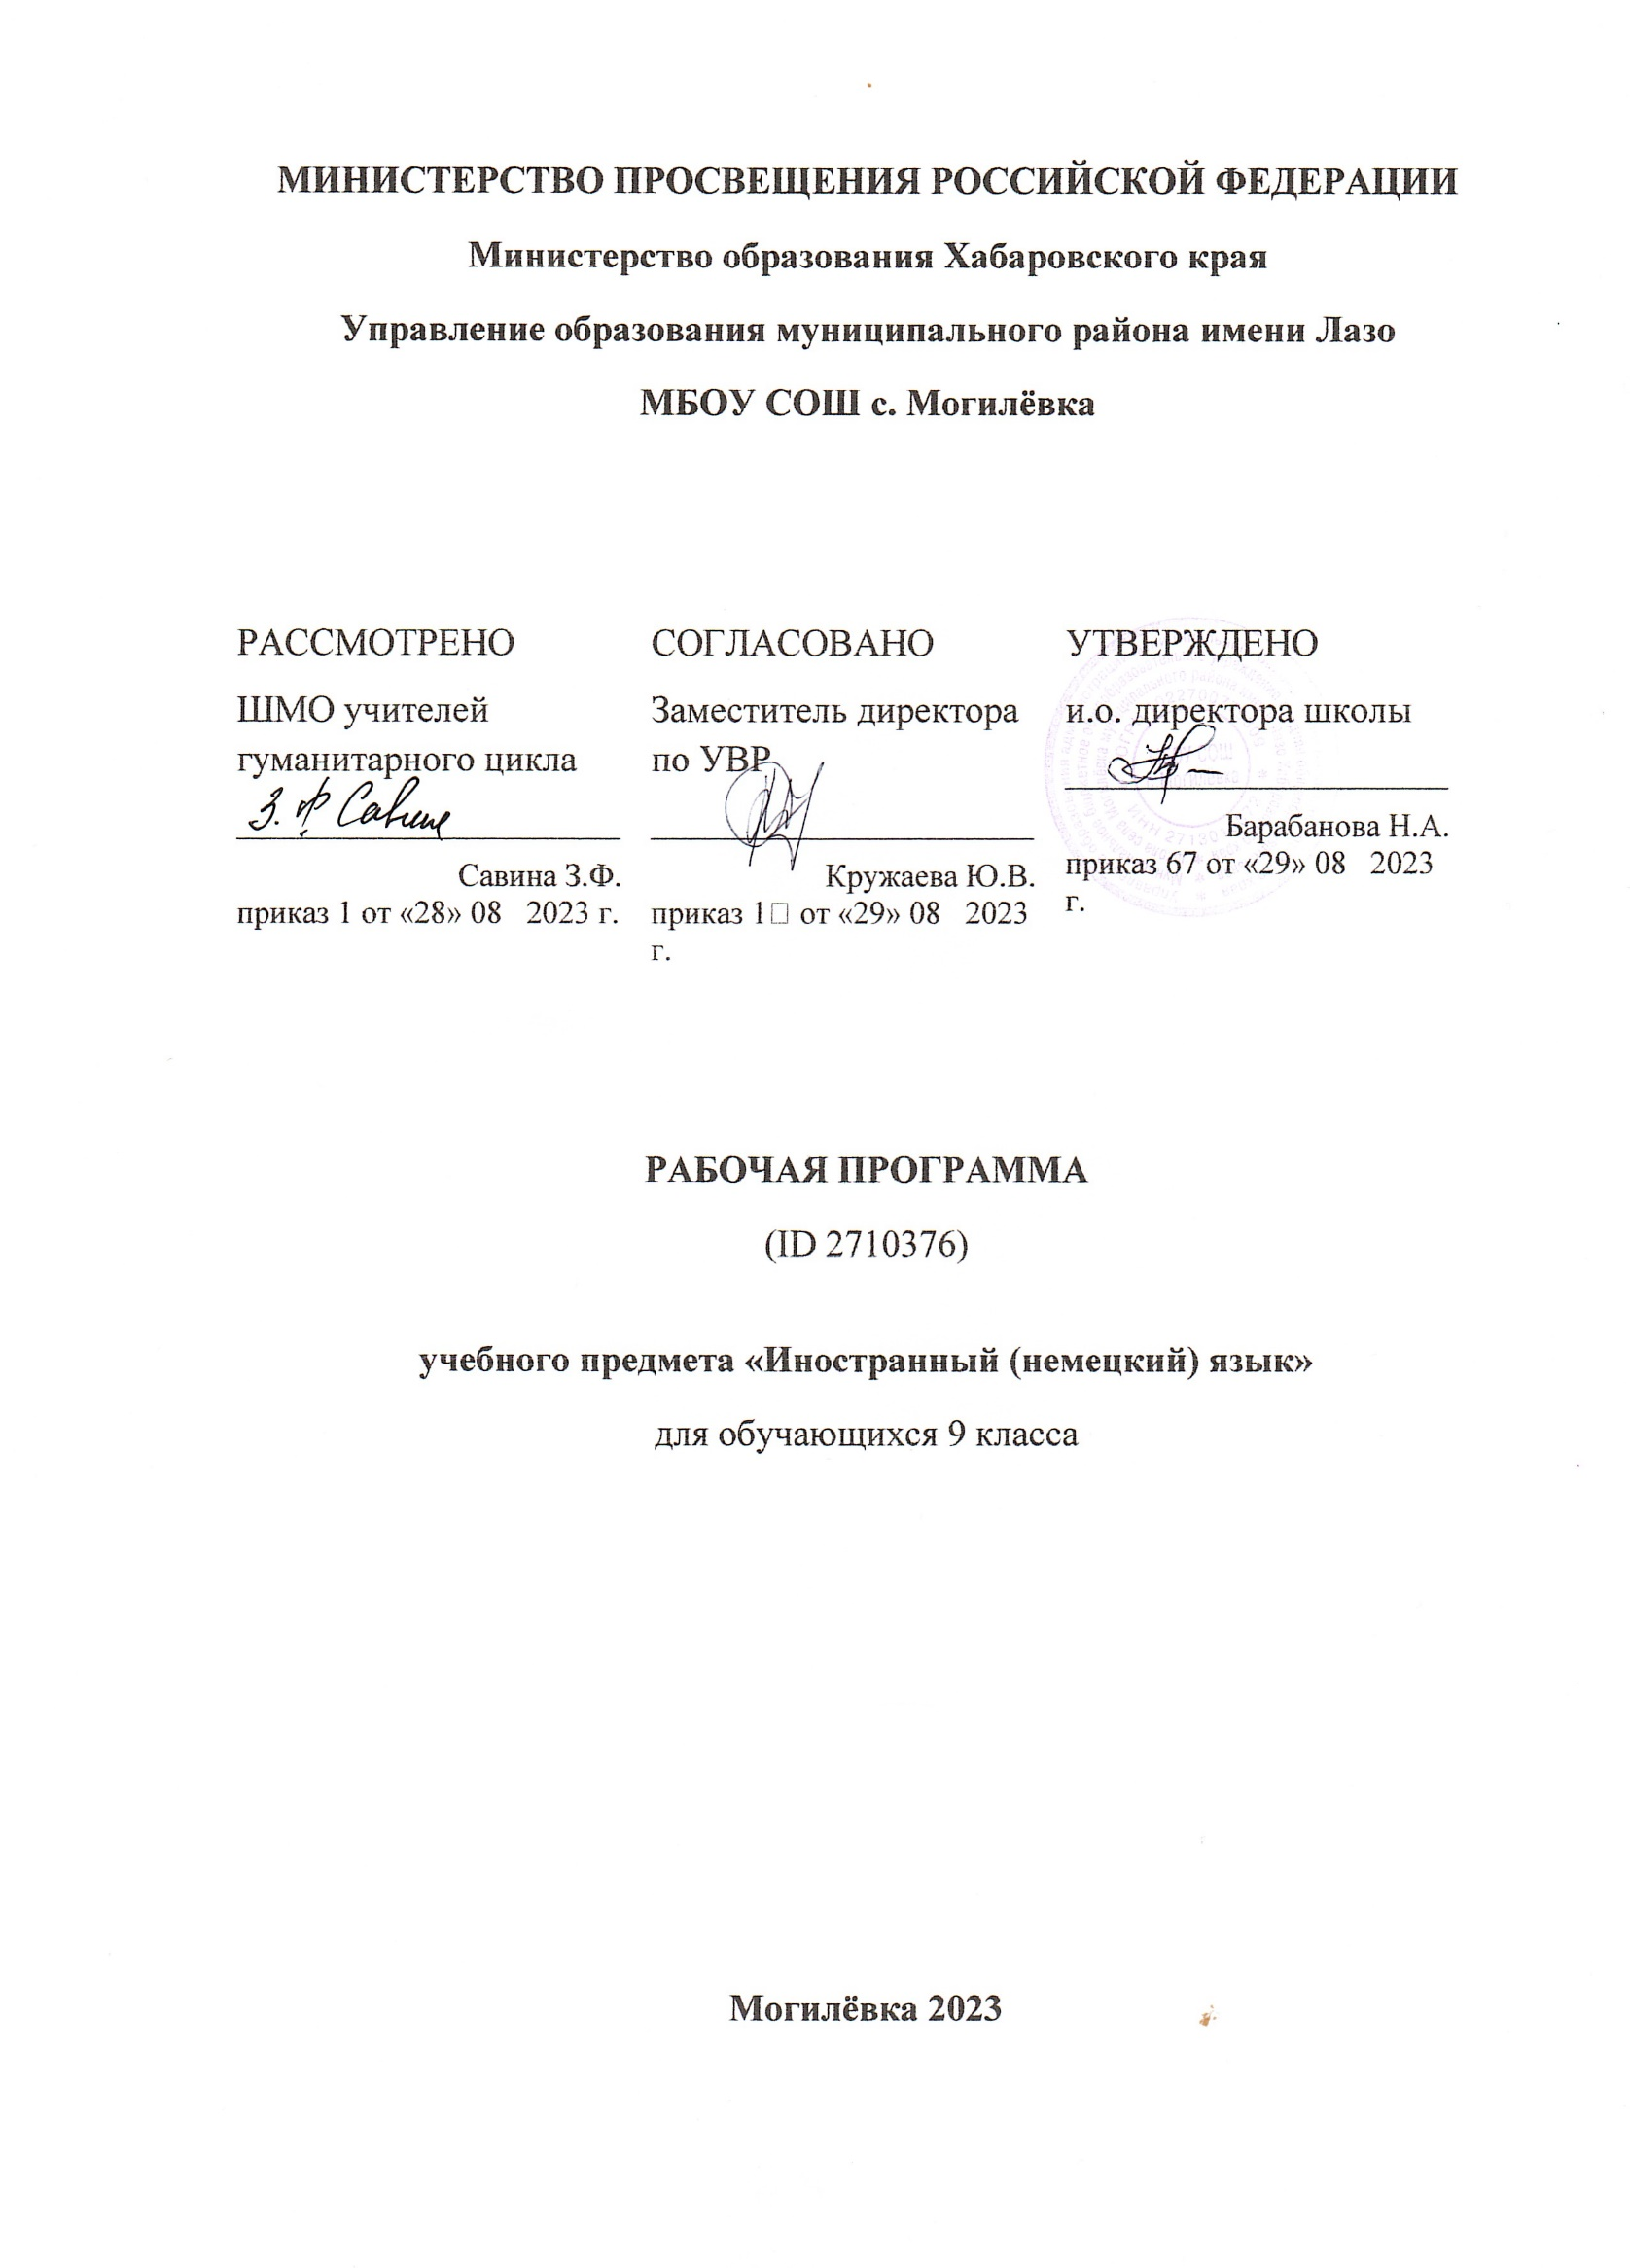 МИНИСТЕРСТВО ПРОСВЕЩЕНИЯ РОССИЙСКОЙ ФЕДЕРАЦИИ
Министерство образования Хабаровского края
Управление образования муниципального района имени Лазо
МБОУ СОШ с. Могилёвка
РАССМОТРЕНО
ШМО учителей
гуманитарного цикла
З. Ф Савина
Савина З.Ф.
приказ 1 от «28» 08 2023 г.
СОГЛАСОВАНО
Заместитель директора
по УВР
Кружаева Ю.В.
приказ 1 от «29» 08 2023
г.
УТВЕРЖДЕНО
и.о. директора школы
Барабанова Н.А.
приказ 67 от «29» 08 2023
г.
РАБОЧАЯ ПРОГРАММА
(ID 2710376)
учебного предмета «Иностранный (немецкий) язык»
для обучающихся 9 класса
Могилёвка 2023